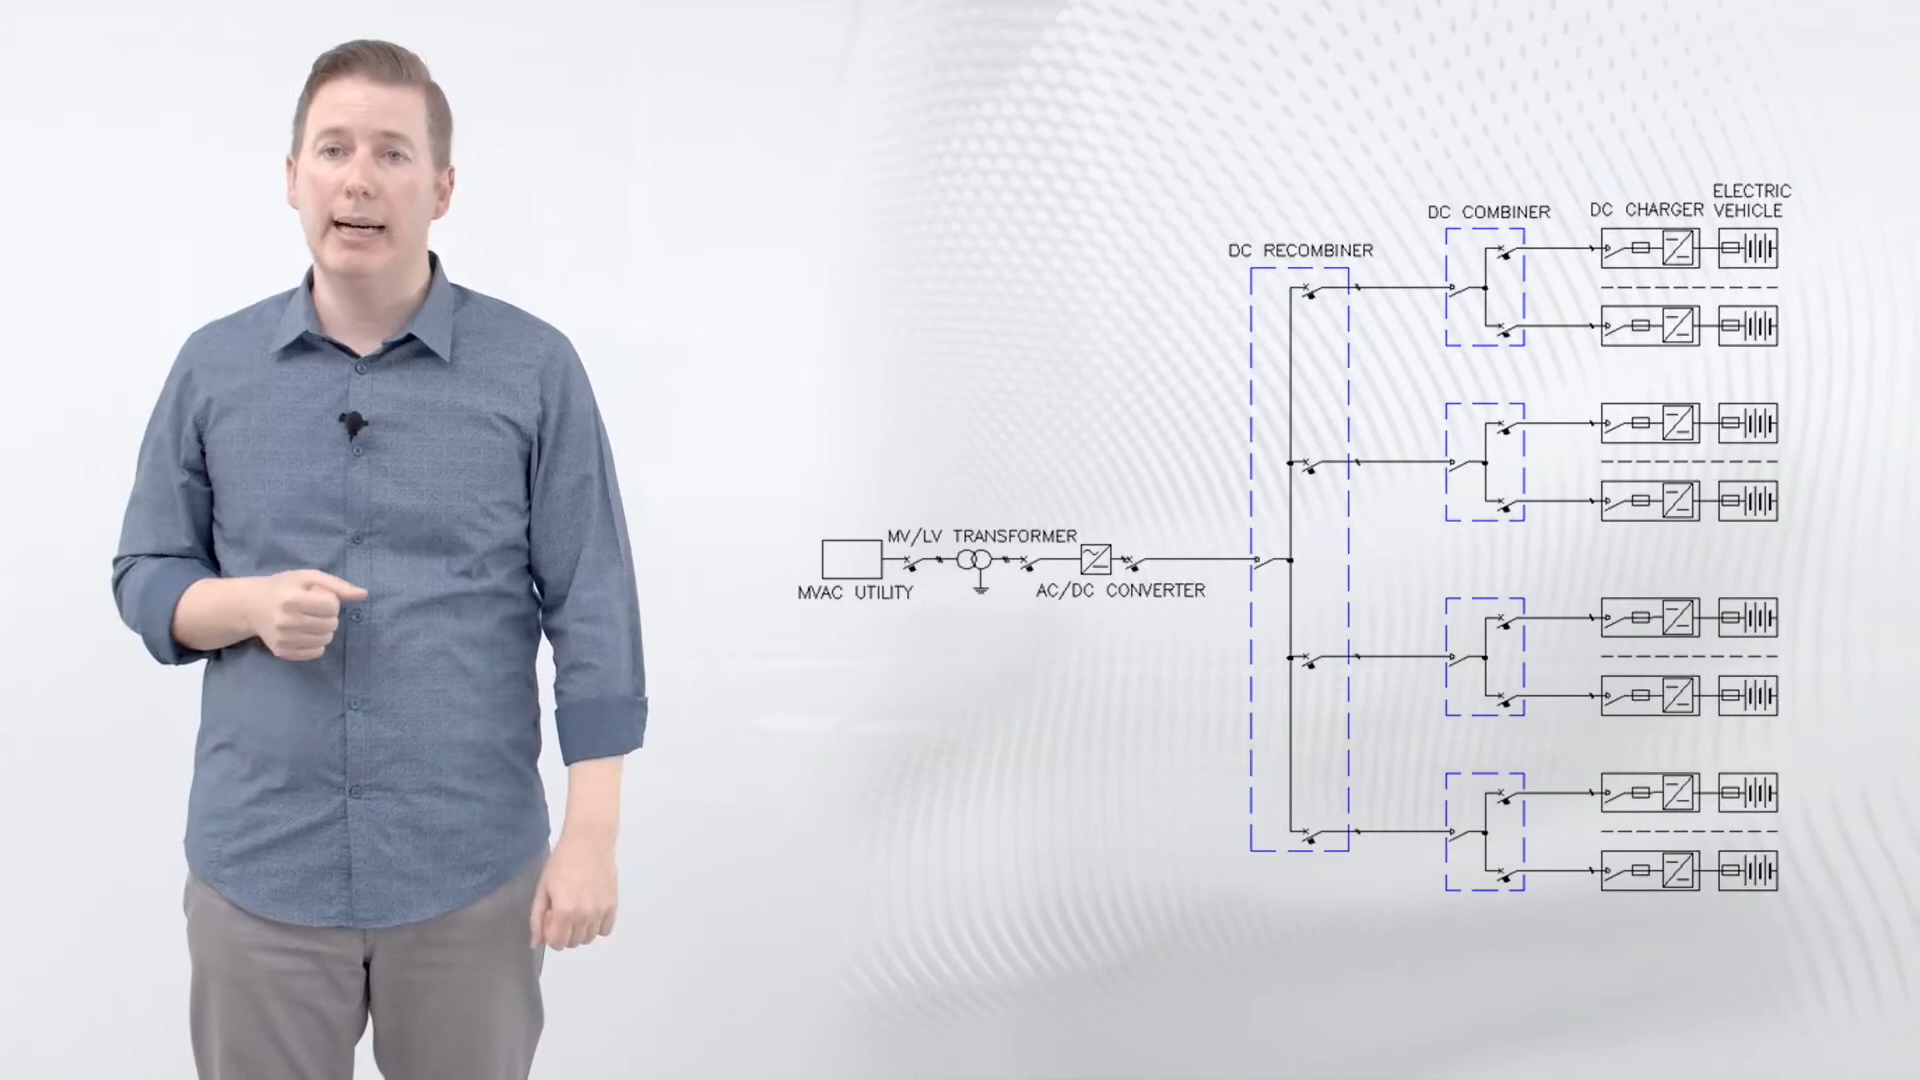 ELECTRIC
VEHICLE
DC CHARGER
DC COMBINER
DC RECOMBINER
MV/LV TRANSFORMER
MVAC UTILITY
AC/DC CONVERTER